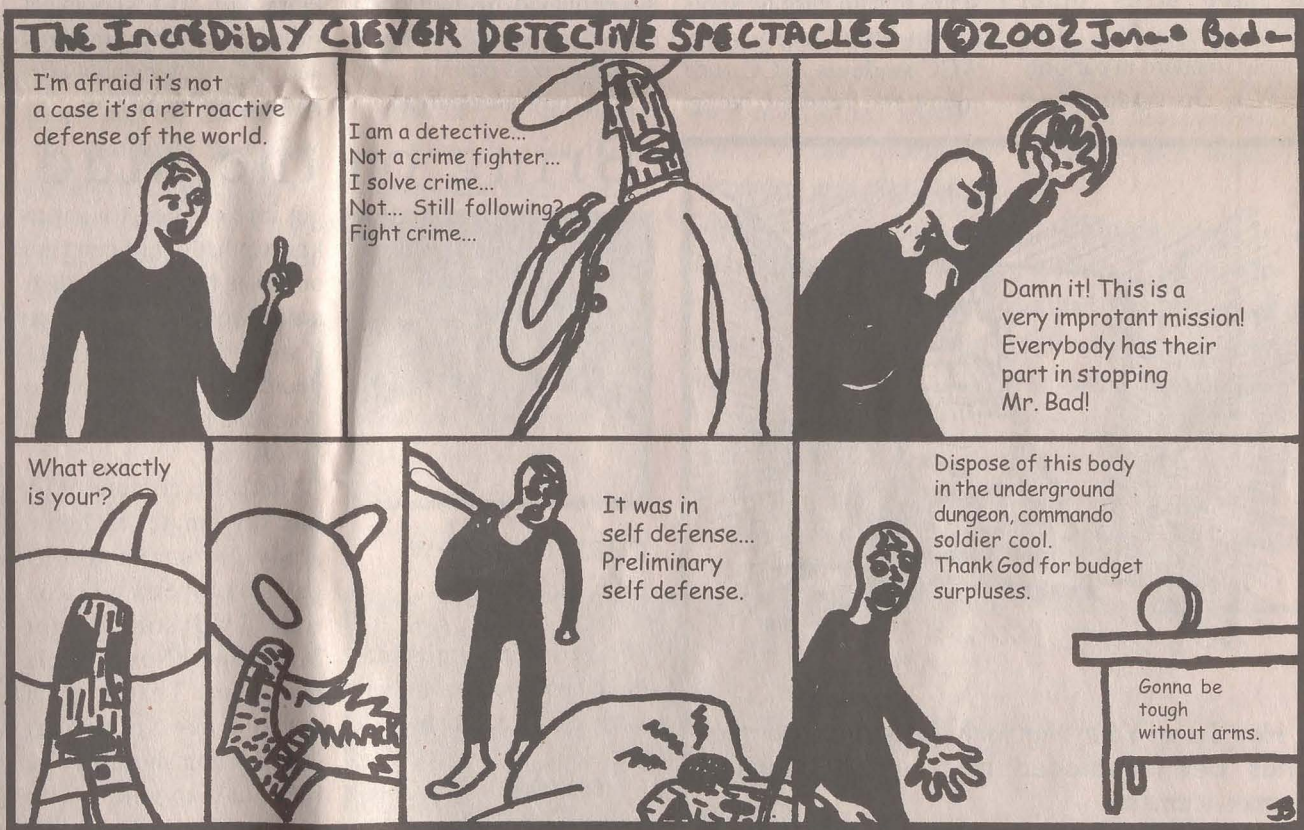 THE INCREDIBLY CLEVER DETECTIVE SPECTACLES
©2002 Jonas Bada
I'm afraid it's not
a case it's a retroactive
defense of the world.
I am a detective...
Not a crime fighter...
I solve crime...
Not... Still following?
Fight crime...
Damn it! This is a
very improtant mission!
Everybody has their
part in stopping
Mr. Bad!
What exactly
is your?
Whack
It was in
self defense...
Preliminary
self defense.
Dispose of this body
in the underground
dungeon, commando
soldier cool.
Thank God for budget
surpluses.
Gonna be
tough
without arms.
JB